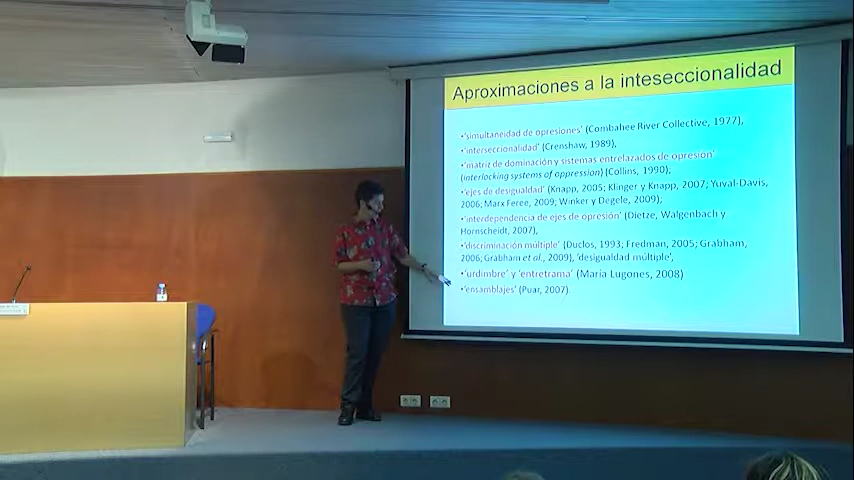 Aproximaciones a la inteseccionalidad
•'simultaneidad de opresiones' (Combahee River Collective, 1977),
•'interseccionalidad' (Crenshaw, 1989),
•'matriz de dominación y sistemas entrelazados de opresión'
(interlocking systems of oppression) (Collins, 1990),
•'ejes de desigualdad' (Knapp, 2005; Klinger y Knapp, 2007; Yuval-Davis,
2006; Marx Feree, 2009; Winker y Degele, 2009);
•'interdependencia de ejes de opresión' (Dietze, Walgenbach y
Hornscheidt, 2007),
•'discriminación múltiple' (Duclos, 1993; Fredman, 2005; Grabham,
2006; Grabham et al., 2009), 'desigualdad múltiple',
•'urdimbre' y 'entretrama' (María Lugones, 2008)
•'ensamblajes' (Puar, 2007).